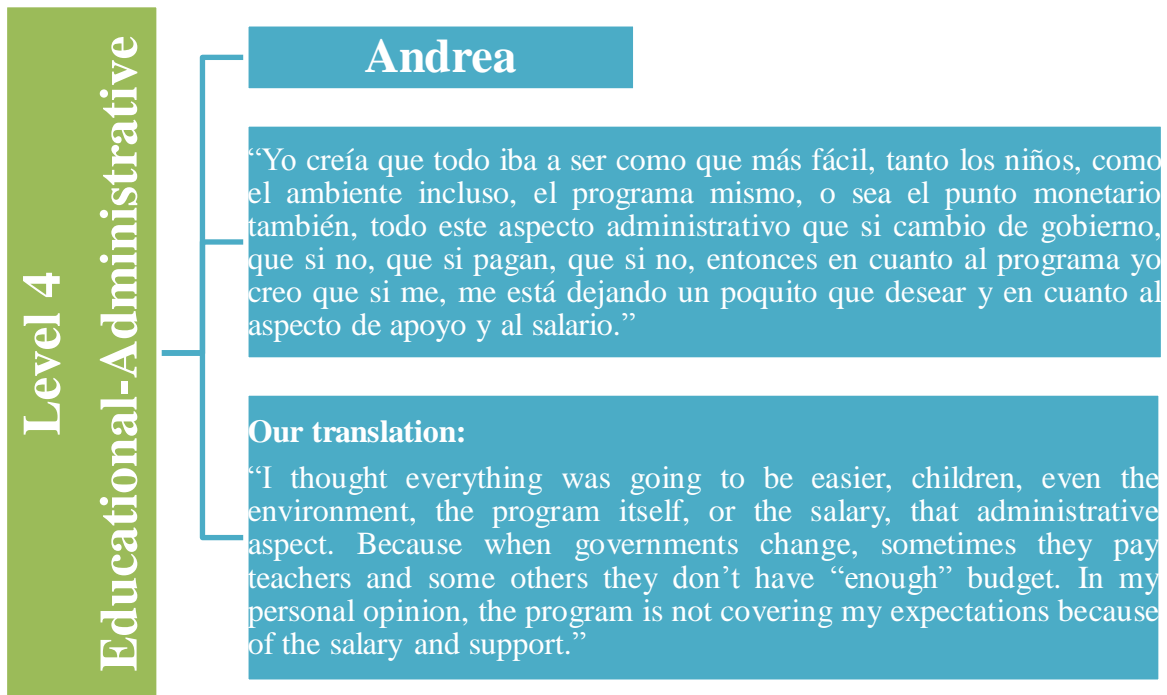 Level 4
Educational-Administrative
Andrea
“Yo creía que todo iba a ser como que más fácil, tanto los niños, como
el ambiente incluso, el programa mismo, o sea el punto monetario
también, todo este aspecto administrativo que si cambio de gobierno,
que si no, que si pagan, que si no, entonces en cuanto al programa yo
creo que si me, me está dejando un poquito que desear y en cuanto al
aspecto de apoyo y al salario.”
Our translation:
“I thought everything was going to be easier, children, even the
environment, the program itself, or the salary, that administrative
aspect. Because when governments change, sometimes they pay
teachers and some others they don’t have “enough” budget. In my
personal opinion, the program is not covering my expectations because
of the salary and support.”